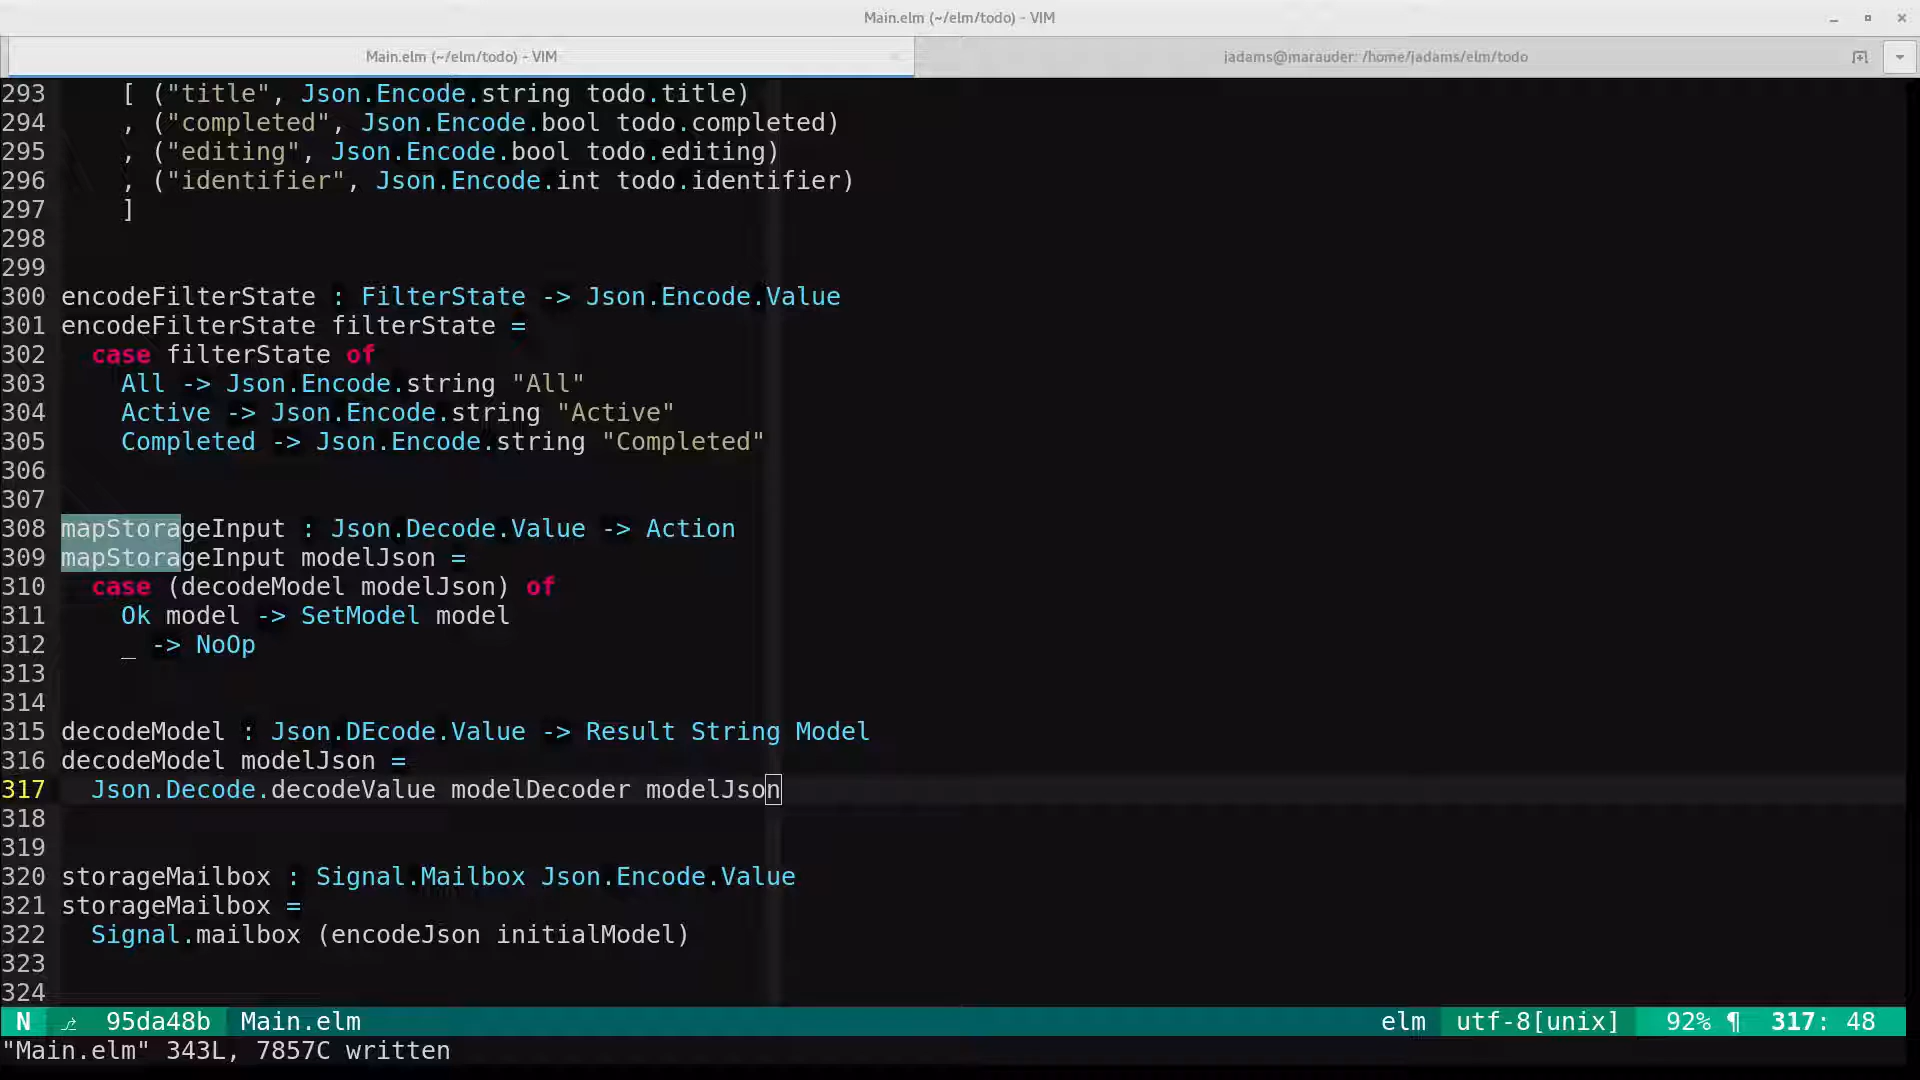 Main.elm (~/elm/todo) - VIM
Main.elm (~/elm/todo) - VIM
jadams@marauder: /home/jadams/elm/todo
293     [ ("title", Json.Encode.string todo.title)
294     , ("completed", Json.Encode.bool todo.completed)
295     , ("editing", Json.Encode.bool todo.editing)
296     , ("identifier", Json.Encode.int todo.identifier)
297     ]
298
299
300 encodeFilterState : FilterState -> Json.Encode.Value
301 encodeFilterState filterState =
302   case filterState of
303     All -> Json.Encode.string "All"
304     Active -> Json.Encode.string "Active"
305     Completed -> Json.Encode.string "Completed"
306
307
308 mapStorageInput : Json.Decode.Value -> Action
309 mapStorageInput modelJson =
310   case (decodeModel modelJson) of
311     Ok model -> SetModel model
312     _ -> NoOp
313
314
315 decodeModel : Json.DEcode.Value -> Result String Model
316 decodeModel modelJson =
317   Json.Decode.decodeValue modelDecoder modelJson
318
319
320 storageMailbox : Signal.Mailbox Json.Encode.Value
321 storageMailbox =
322   Signal.mailbox (encodeJson initialModel)
323
324
N 95da48b Main.elm elm utf-8[unix] 92% ¶ 317: 48
"Main.elm" 343L, 7857C written